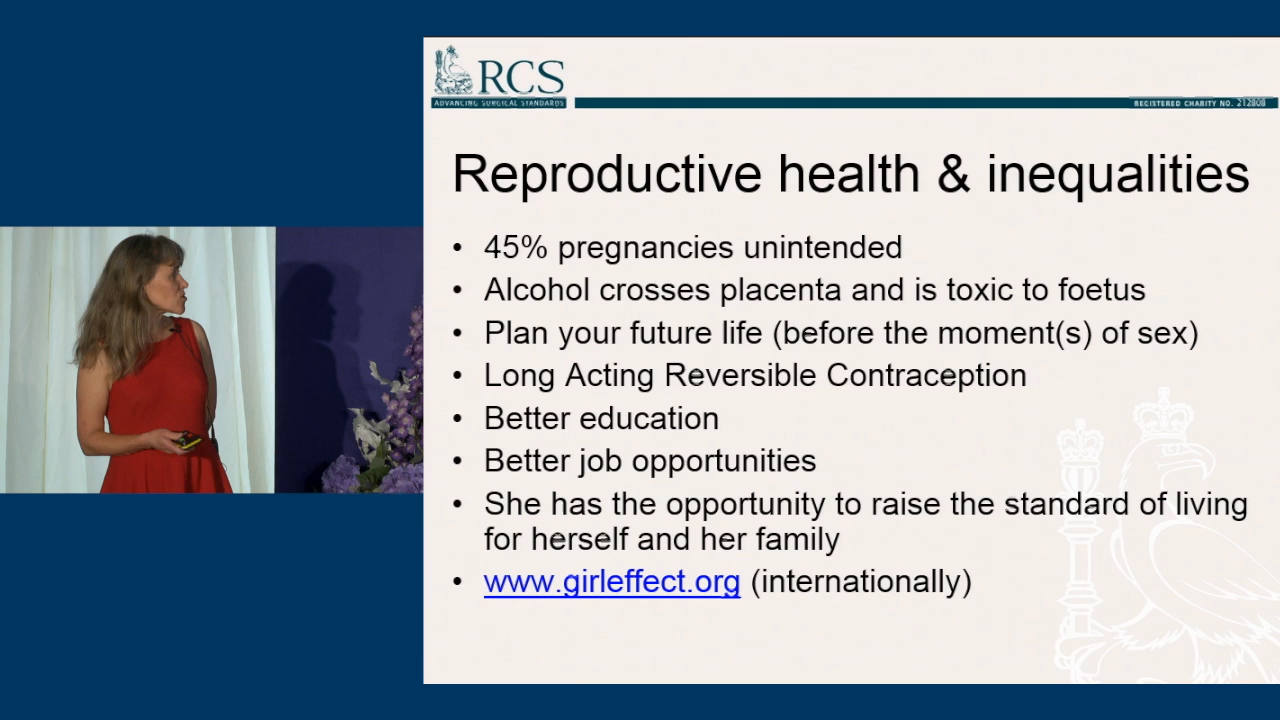 RCS
ADVANCING SURGICAL STANDARDS
REGISTERED CHARITY NO. 212808
Reproductive health & inequalities
• 45% pregnancies unintended
• Alcohol crosses placenta and is toxic to foetus
• Plan your future life (before the moment(s) of sex)
• Long Acting Reversible Contraception
• Better education
• Better job opportunities
• She has the opportunity to raise the standard of living
for herself and her family
• www.girleffect.org (internationally)